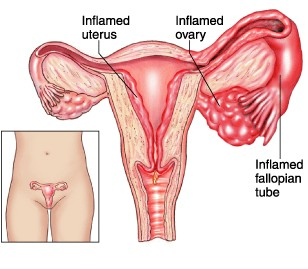 Inflamed
uterus
Inflamed
ovary
Inflamed
fallopian
tube